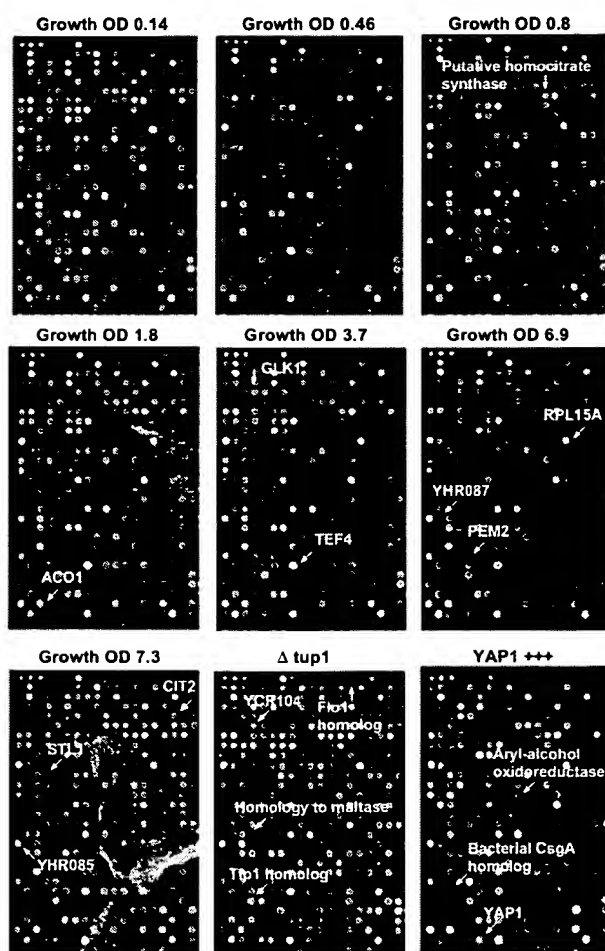 Growth OD 0.14
Growth OD 0.46
Growth OD 0.8
Putative homocitrate
synthase
Growth OD 1.8
Growth OD 3.7
Growth OD 6.9
GLK1
RPL15A
YHR087
PEM2
TEF4
ACO1
Growth OD 7.3
Δ tup1
YAP1 +++
CIT2
YCR104
Flo1
homolog
STL1
Aryl-alcohol
oxidoreductase
Homology to maltase
YHR085
Bacterial CsgA
homolog
Tip1 homolog
YAP1